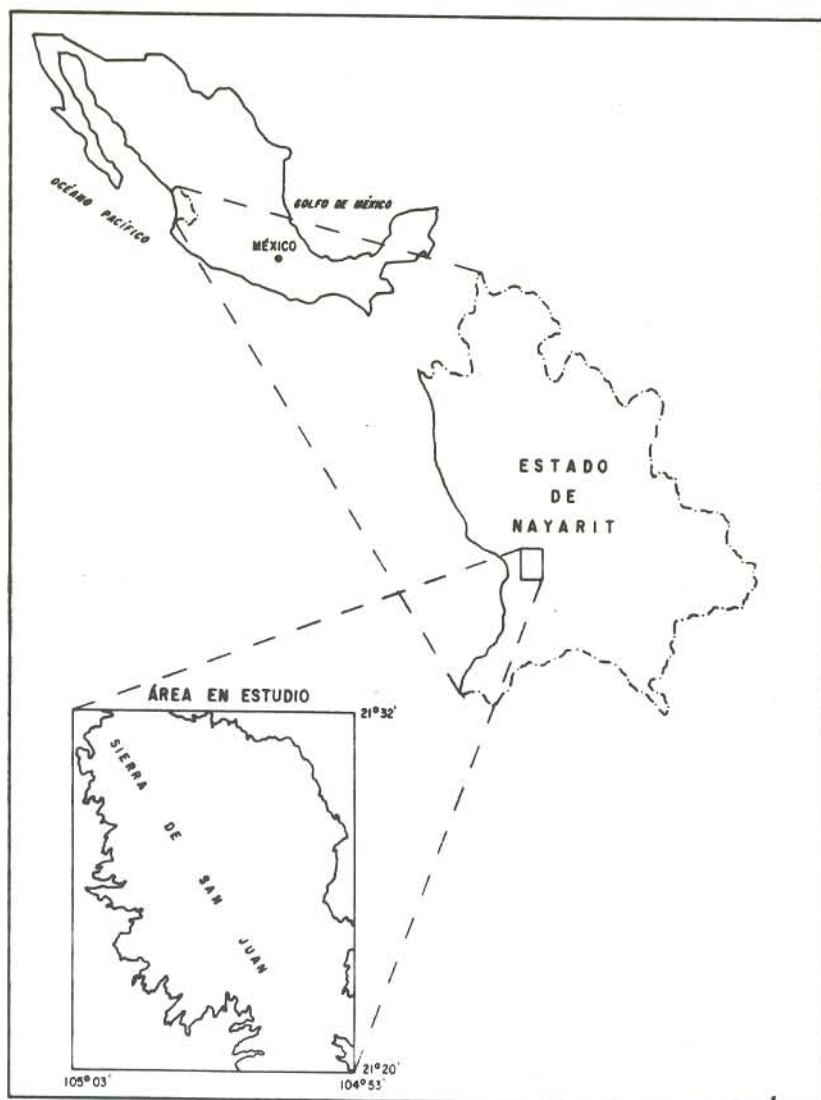 OCÉANO PACÍFICO
GOLFO DE MÉXICO
MÉXICO
ESTADO
DE
NAYARIT
ÁREA EN ESTUDIO
21°32'
SIERRA DE SAN JUAN
21°20'
105°03'
104°53'